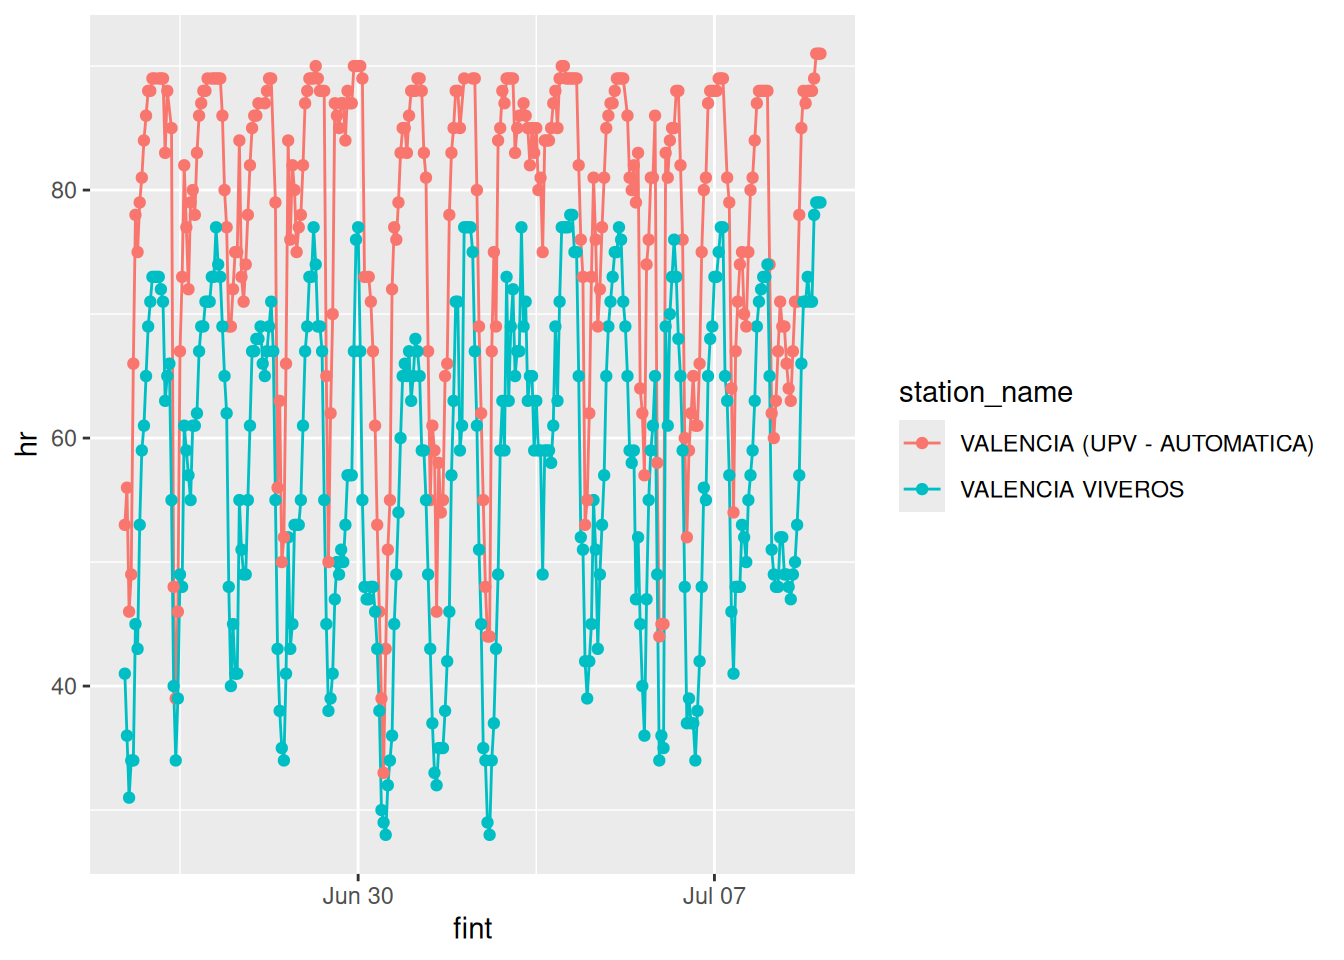 hr
80
60
40
Jun 30
Jul 07
fint
station_name
VALENCIA (UPV - AUTOMATICA)
VALENCIA VIVEROS